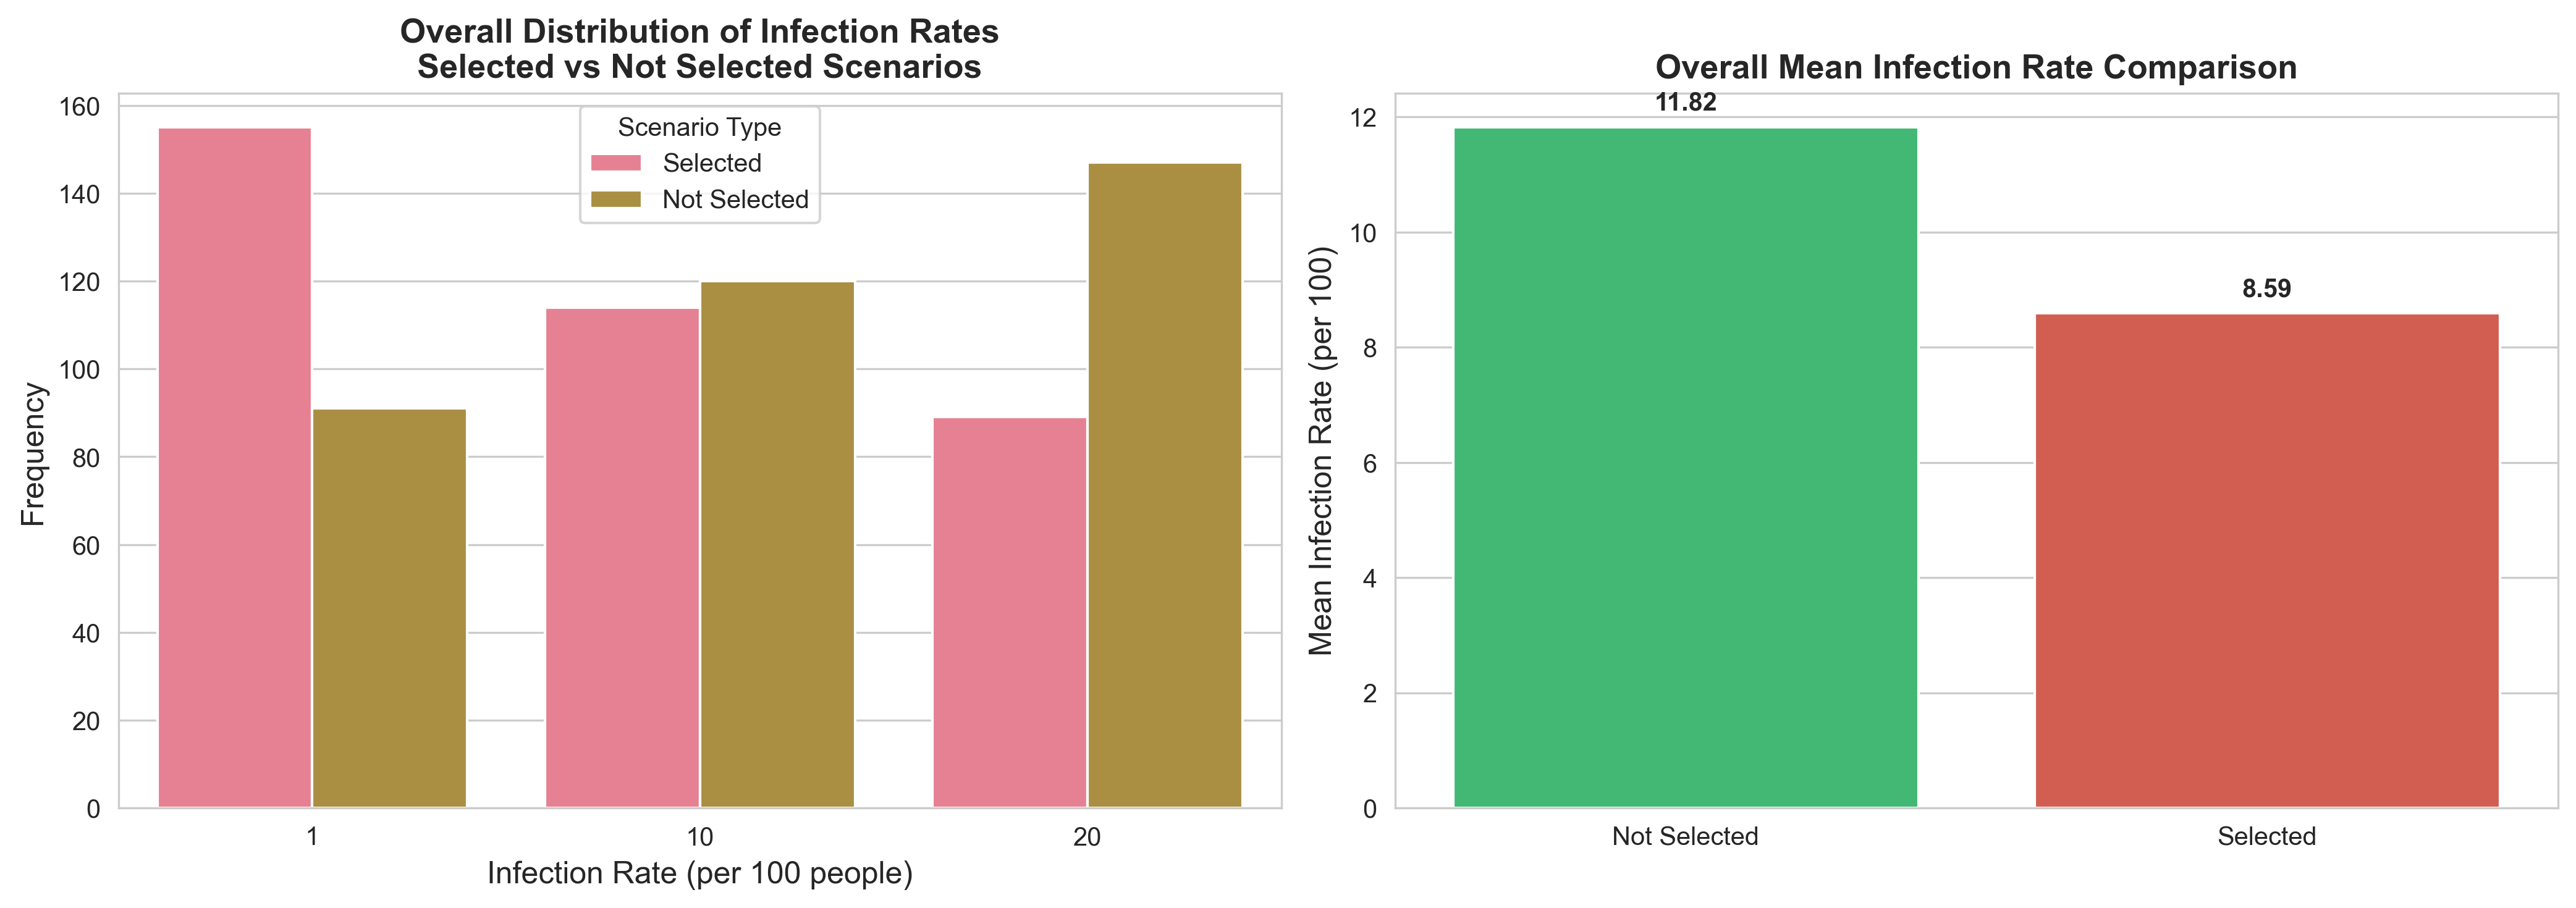 Overall Distribution of Infection Rates
Selected vs Not Selected Scenarios
160
140
120
100
80
60
40
20
0
Frequency
Scenario Type
Selected
Not Selected
1
10
20
Infection Rate (per 100 people)
Overall Mean Infection Rate Comparison
12
10
8
6
4
2
0
Mean Infection Rate (per 100)
11.82
8.59
Not Selected
Selected